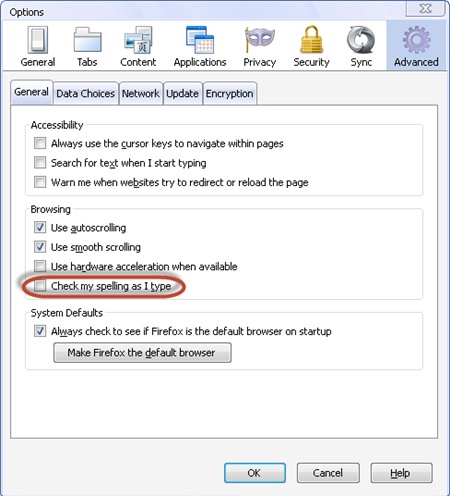 Options
General Tabs Content Applications Privacy Security Sync Advanced
General Data Choices Network Update Encryption
Accessibility
Always use the cursor keys to navigate within pages
Search for text when I start typing
Warn me when websites try to redirect or reload the page
Browsing
Use autoscrolling
Use smooth scrolling
Use hardware acceleration when available
Check my spelling as I type
System Defaults
Always check to see if Firefox is the default browser on startup
Make Firefox the default browser
OK Cancel Help